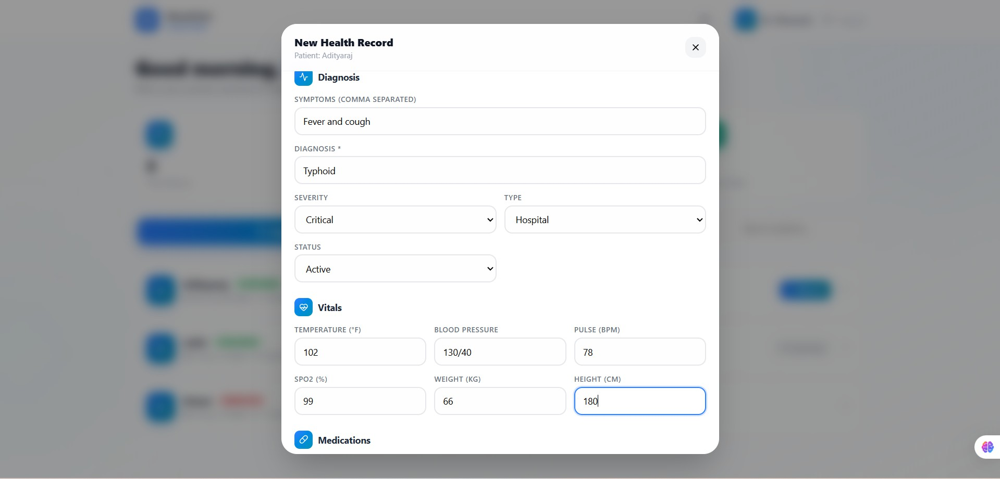 New Health Record
Patient: Adityaraj
Diagnosis
SYMPTOMS (COMMA SEPARATED)
Fever and cough
DIAGNOSIS *
Typhoid
SEVERITY
TYPE
Critical
Hospital
STATUS
Active
Vitals
TEMPERATURE (°F)
BLOOD PRESSURE
PULSE (BPM)
102
130/40
78
SPO2 (%)
WEIGHT (KG)
HEIGHT (CM)
99
66
180
Medications
Good morning,